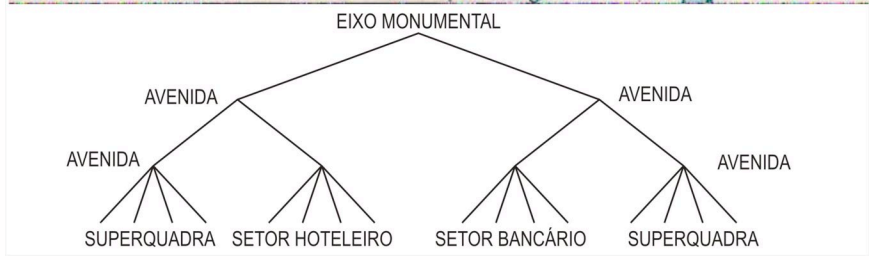 EIXO MONUMENTAL
AVENIDA AVENIDA
AVENIDA AVENIDA
SUPERQUADRA SETOR HOTELEIRO SETOR BANCÁRIO SUPERQUADRA